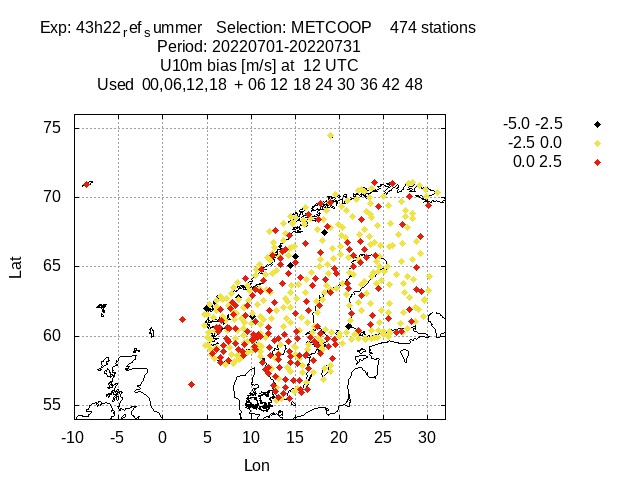 Exp: 43h22refsummer Selection: METCOOP 474 stations
Period: 20220701-20220731
U10m bias [m/s] at 12 UTC
Used 00,06,12,18 + 06 12 18 24 30 36 42 48
-5.0 -2.5
-2.5 0.0
0.0 2.5
75
70
65
60
55
Lat
-10 -5 0 5 10 15 20 25 30
Lon